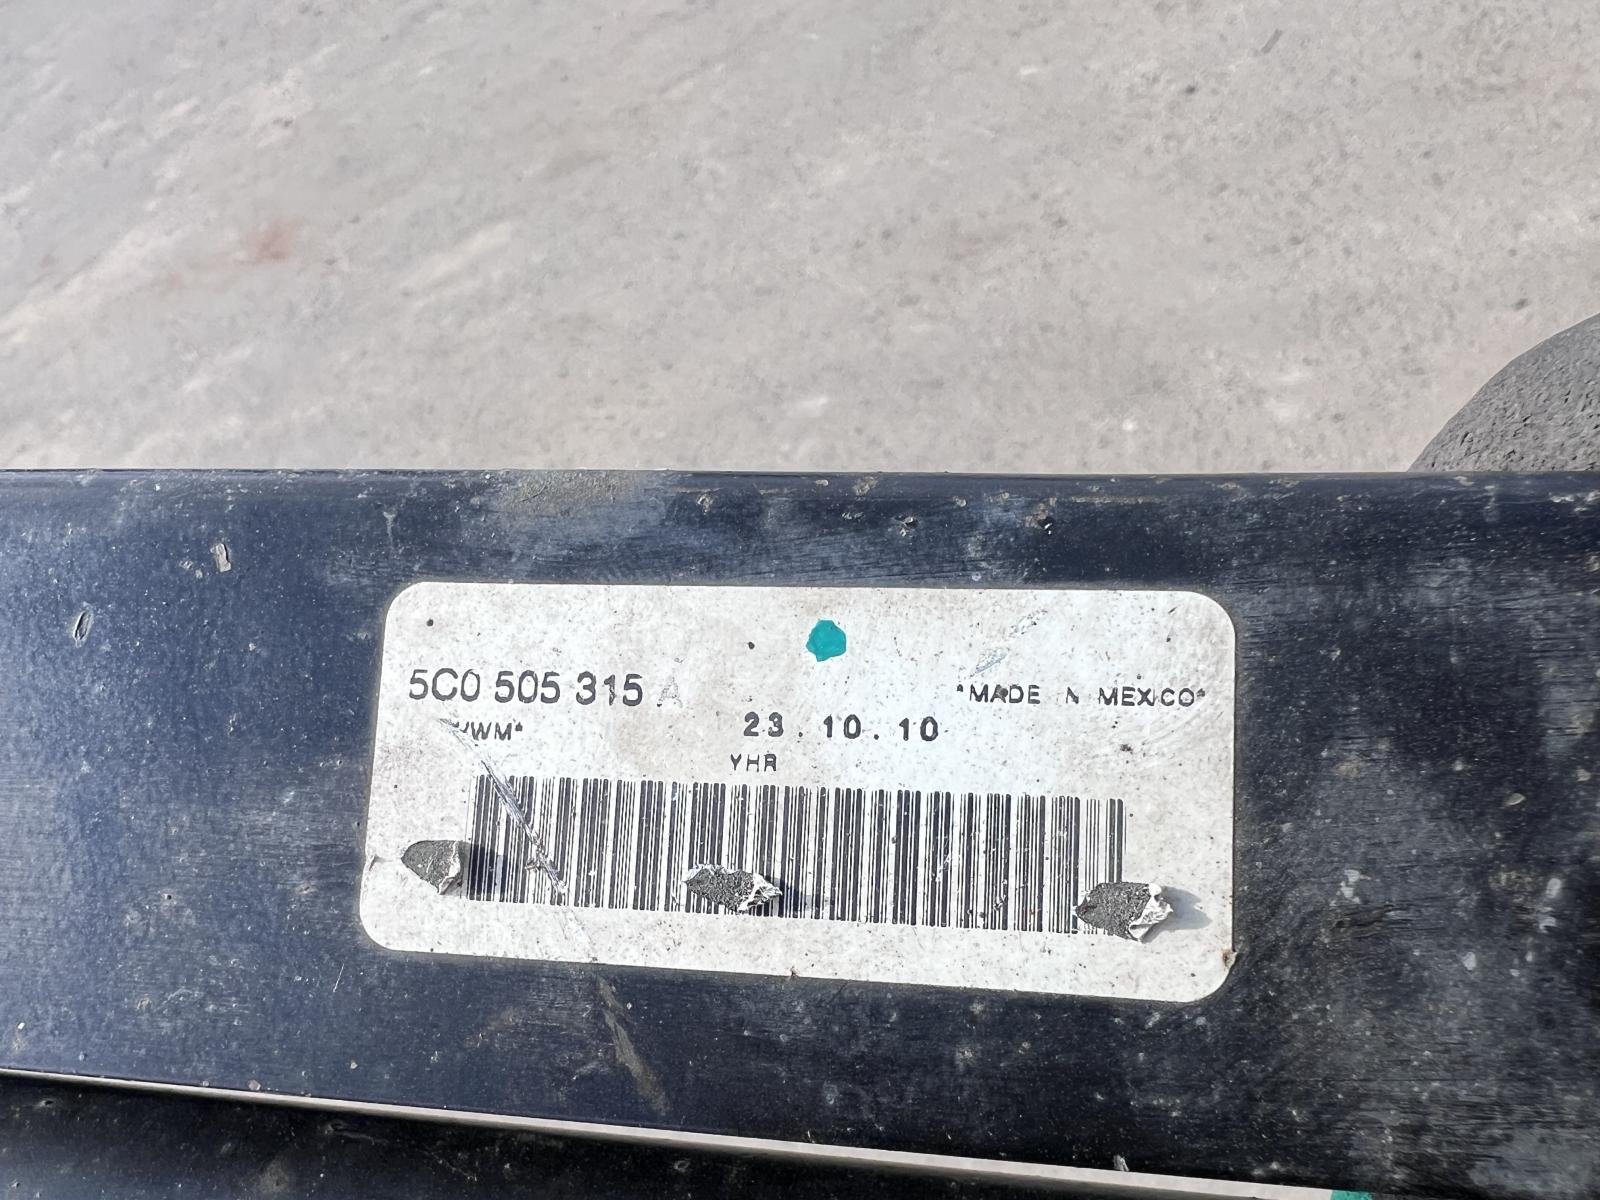 5C0 505 315 A
*MADE IN MEXICO*
VWM*
23.10.10
YHR